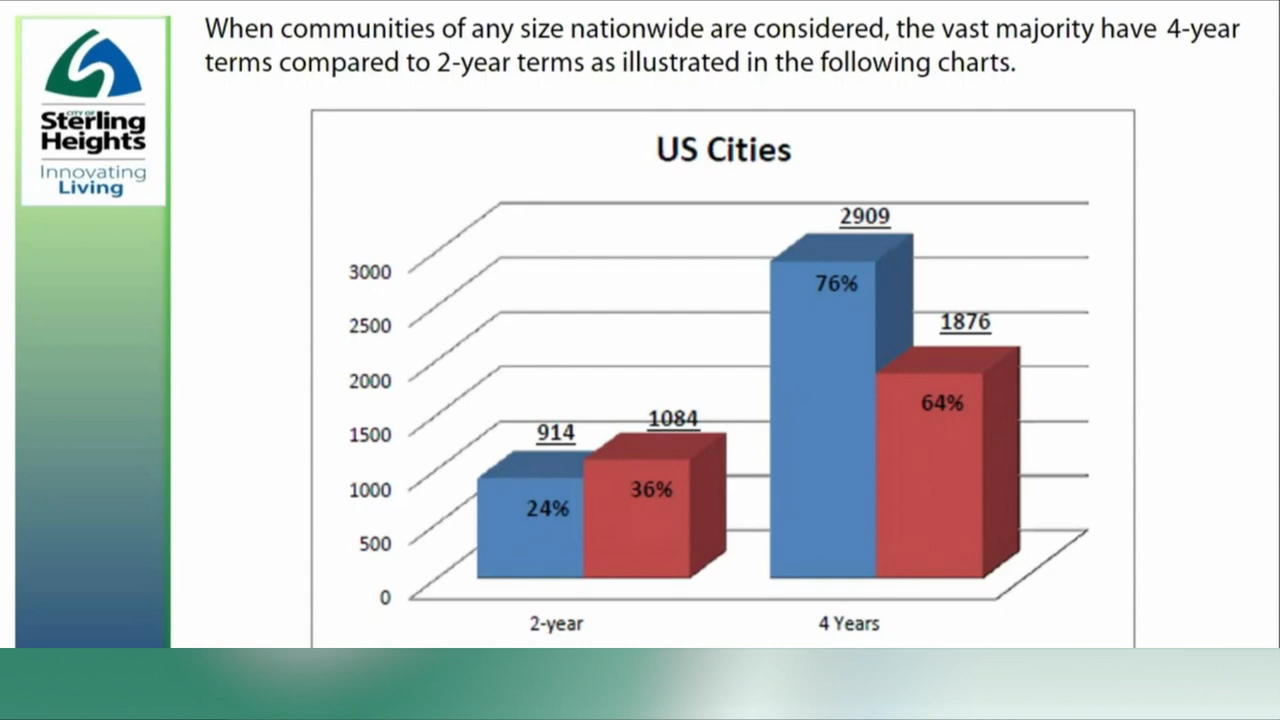 When communities of any size nationwide are considered, the vast majority have 4-year
terms compared to 2-year terms as illustrated in the following charts.
CITY OF
Sterling
Heights
Innovating
Living
US Cities
3000
2500
2000
1500
1000
500
0
914
1084
2909
1876
24%
36%
76%
64%
2-year
4 Years